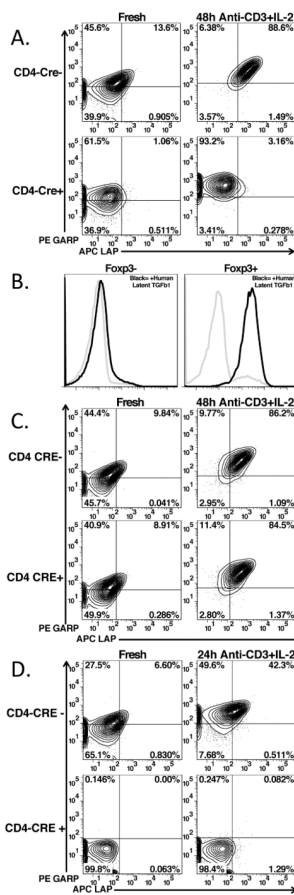 A.
Fresh 48h Anti-CD3+IL-2
45.6% 13.6% 6.38% 88.6%
CD4-Cre-
39.9% 0.905% 3.57% 1.49%
61.5% 1.06% 93.2% 3.16%
CD4-Cre+
36.9% 0.511% 3.41% 0.278%
PE GARP
APC LAP
B.
Foxp3- Foxp3+
Black= +Human Latent TGFb1 Black= +Human Latent TGFb1
C.
Fresh 48h Anti-CD3+IL-2
44.4% 9.84% 9.77% 86.2%
CD4 CRE-
45.7% 0.041% 2.95% 1.09%
40.9% 8.91% 11.4% 84.5%
CD4 CRE+
49.9% 0.286% 2.80% 1.37%
PE GARP
APC LAP
D.
Fresh 24h Anti-CD3+IL-2
27.5% 6.60% 49.6% 42.3%
CD4-CRE -
65.1% 0.830% 7.68% 0.511%
0.146% 0.00% 0.247% 0.082%
CD4-CRE +
99.8% 0.063% 98.4% 1.29%
PE GARP
APC LAP